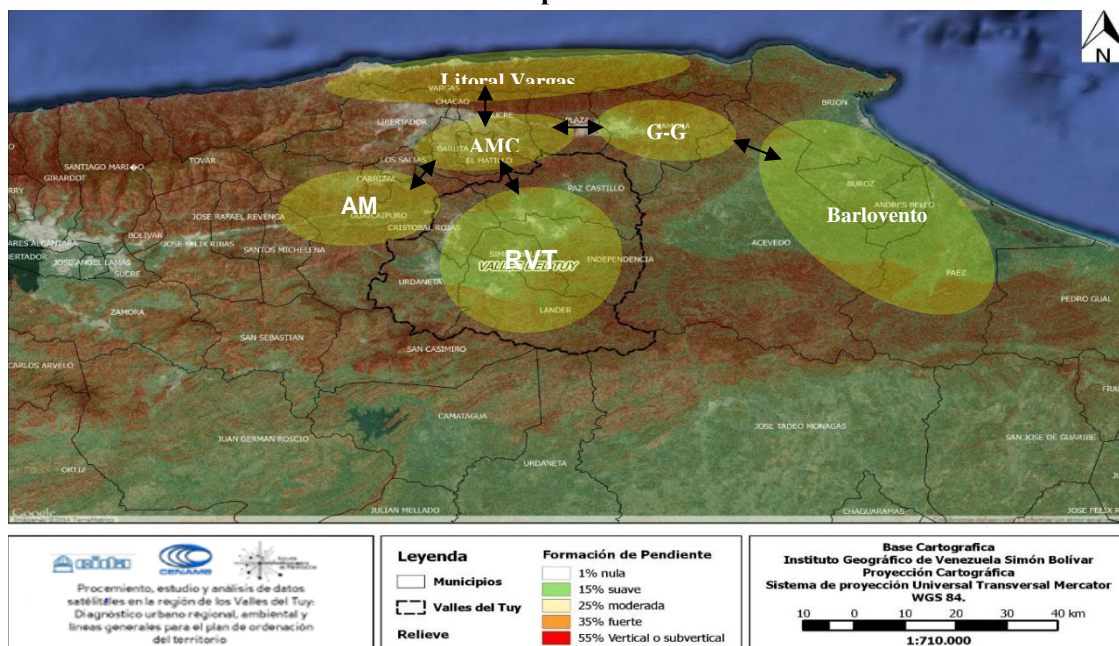 N
Litoral Vargas
VARGAS
CHACAO
SUCRE
LIBERTADOR
PLAZA
G-G
BRION
AMC
BARUTA
EL HATILLO
LOS SALIAS
SANTIAGO MARI�O
TOVAR
GIRARDOT
CARRIZAL
PAZ CASTILLO
BUROZ
ANDRES BELLO
AM
GUAICAIPURO
JOSE RAFAEL REVENGA
CRISTOBAL ROJAS
Barlovento
BOLIVAR
JOSE FELIX RIBAS
SANTOS MICHELENA
ACEVEDO
JOSE ANGEL LAMAS
SUCRE
RVT
VALLES DEL TUY
INDEPENDENCIA
PAEZ
URDANETA
LANDER
PEDRO GUAL
ZAMORA
SAN SEBASTIAN
SAN CASIMIRO
CARLOS ARVELO
CAMATAGUA
JUAN GERMAN ROSCIO
JOSE TADEO MONAGAS
SAN JOSE DE GUARIBE
ORTIZ
URDANETA
JULIAN MELLADO
CHAGUARAMAS
Google
CENAMB
Procemiento, estudio y análisis de datos
satélitales en la región de los Valles del Tuy:
Diagnóstico urbano regional, ambiental y
líneas generales para el plan de ordenación
del territorio
Leyenda
Municipios
Valles del Tuy
Relieve
Formación de Pendiente
1% nula
15% suave
25% moderada
35% fuerte
55% Vertical o subvertical
Base Cartografica
Instituto Geográfico de Venezuela Simón Bolívar
Proyección Cartográfica
Sistema de proyección Universal Transversal Mercator
WGS 84.
10 0 10 20 30 40 km
1:710.000